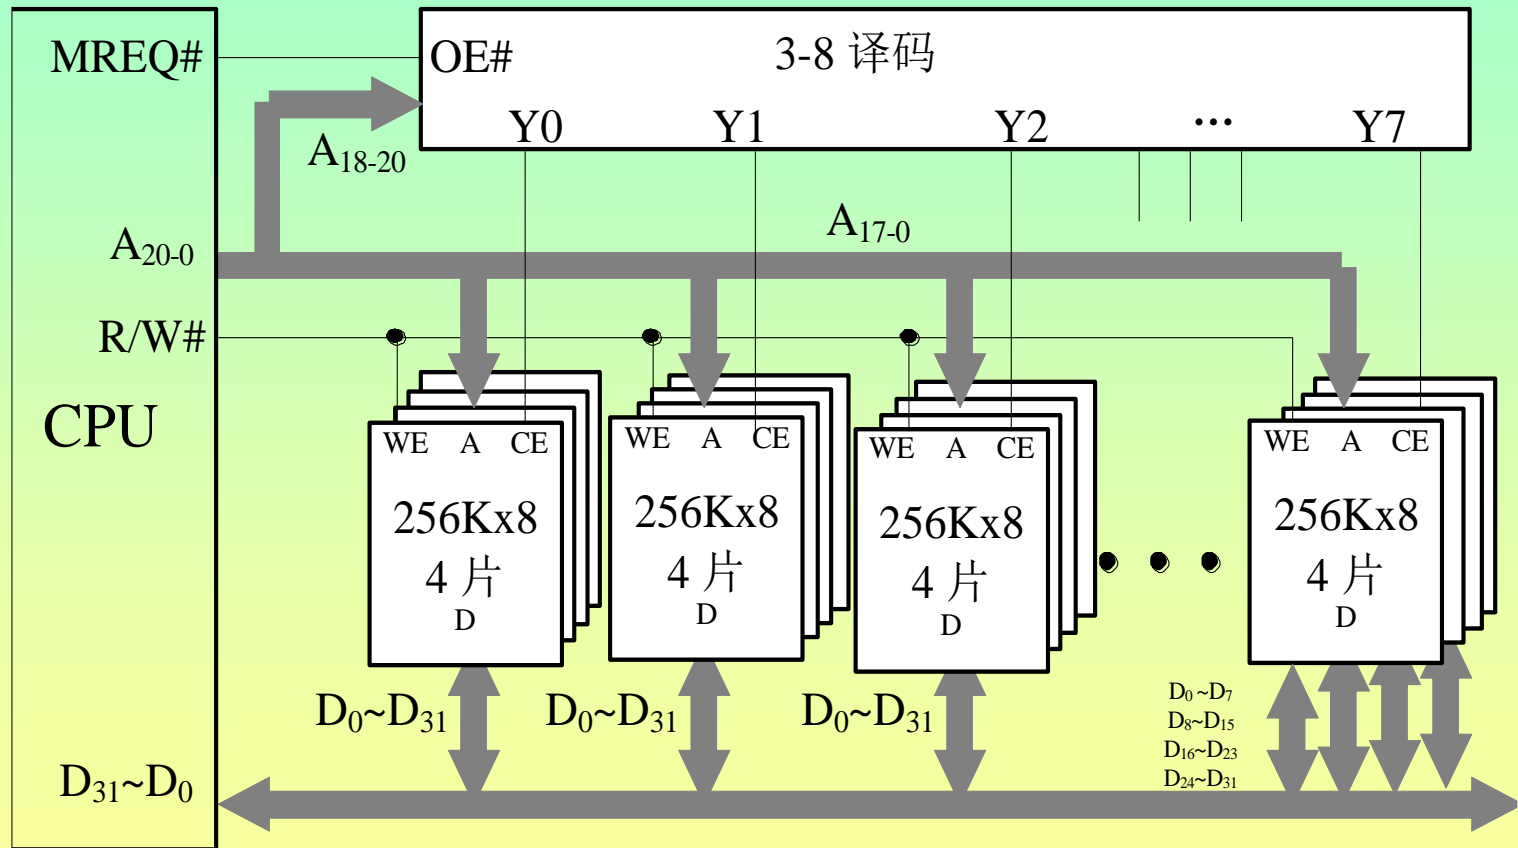 MREQ# OE# 3-8 译码
Y0 Y1 Y2 ... Y7
A18-20
A20-0 A17-0
R/W#
CPU
WE A CE WE A CE WE A CE WE A CE
256Kx8 256Kx8 256Kx8 256Kx8
4 片 4 片 4 片 4 片
D D D D
D0~D31 D0~D31 D0~D31
D0~D7
D8~D15
D16~D23
D24~D31
D31~D0